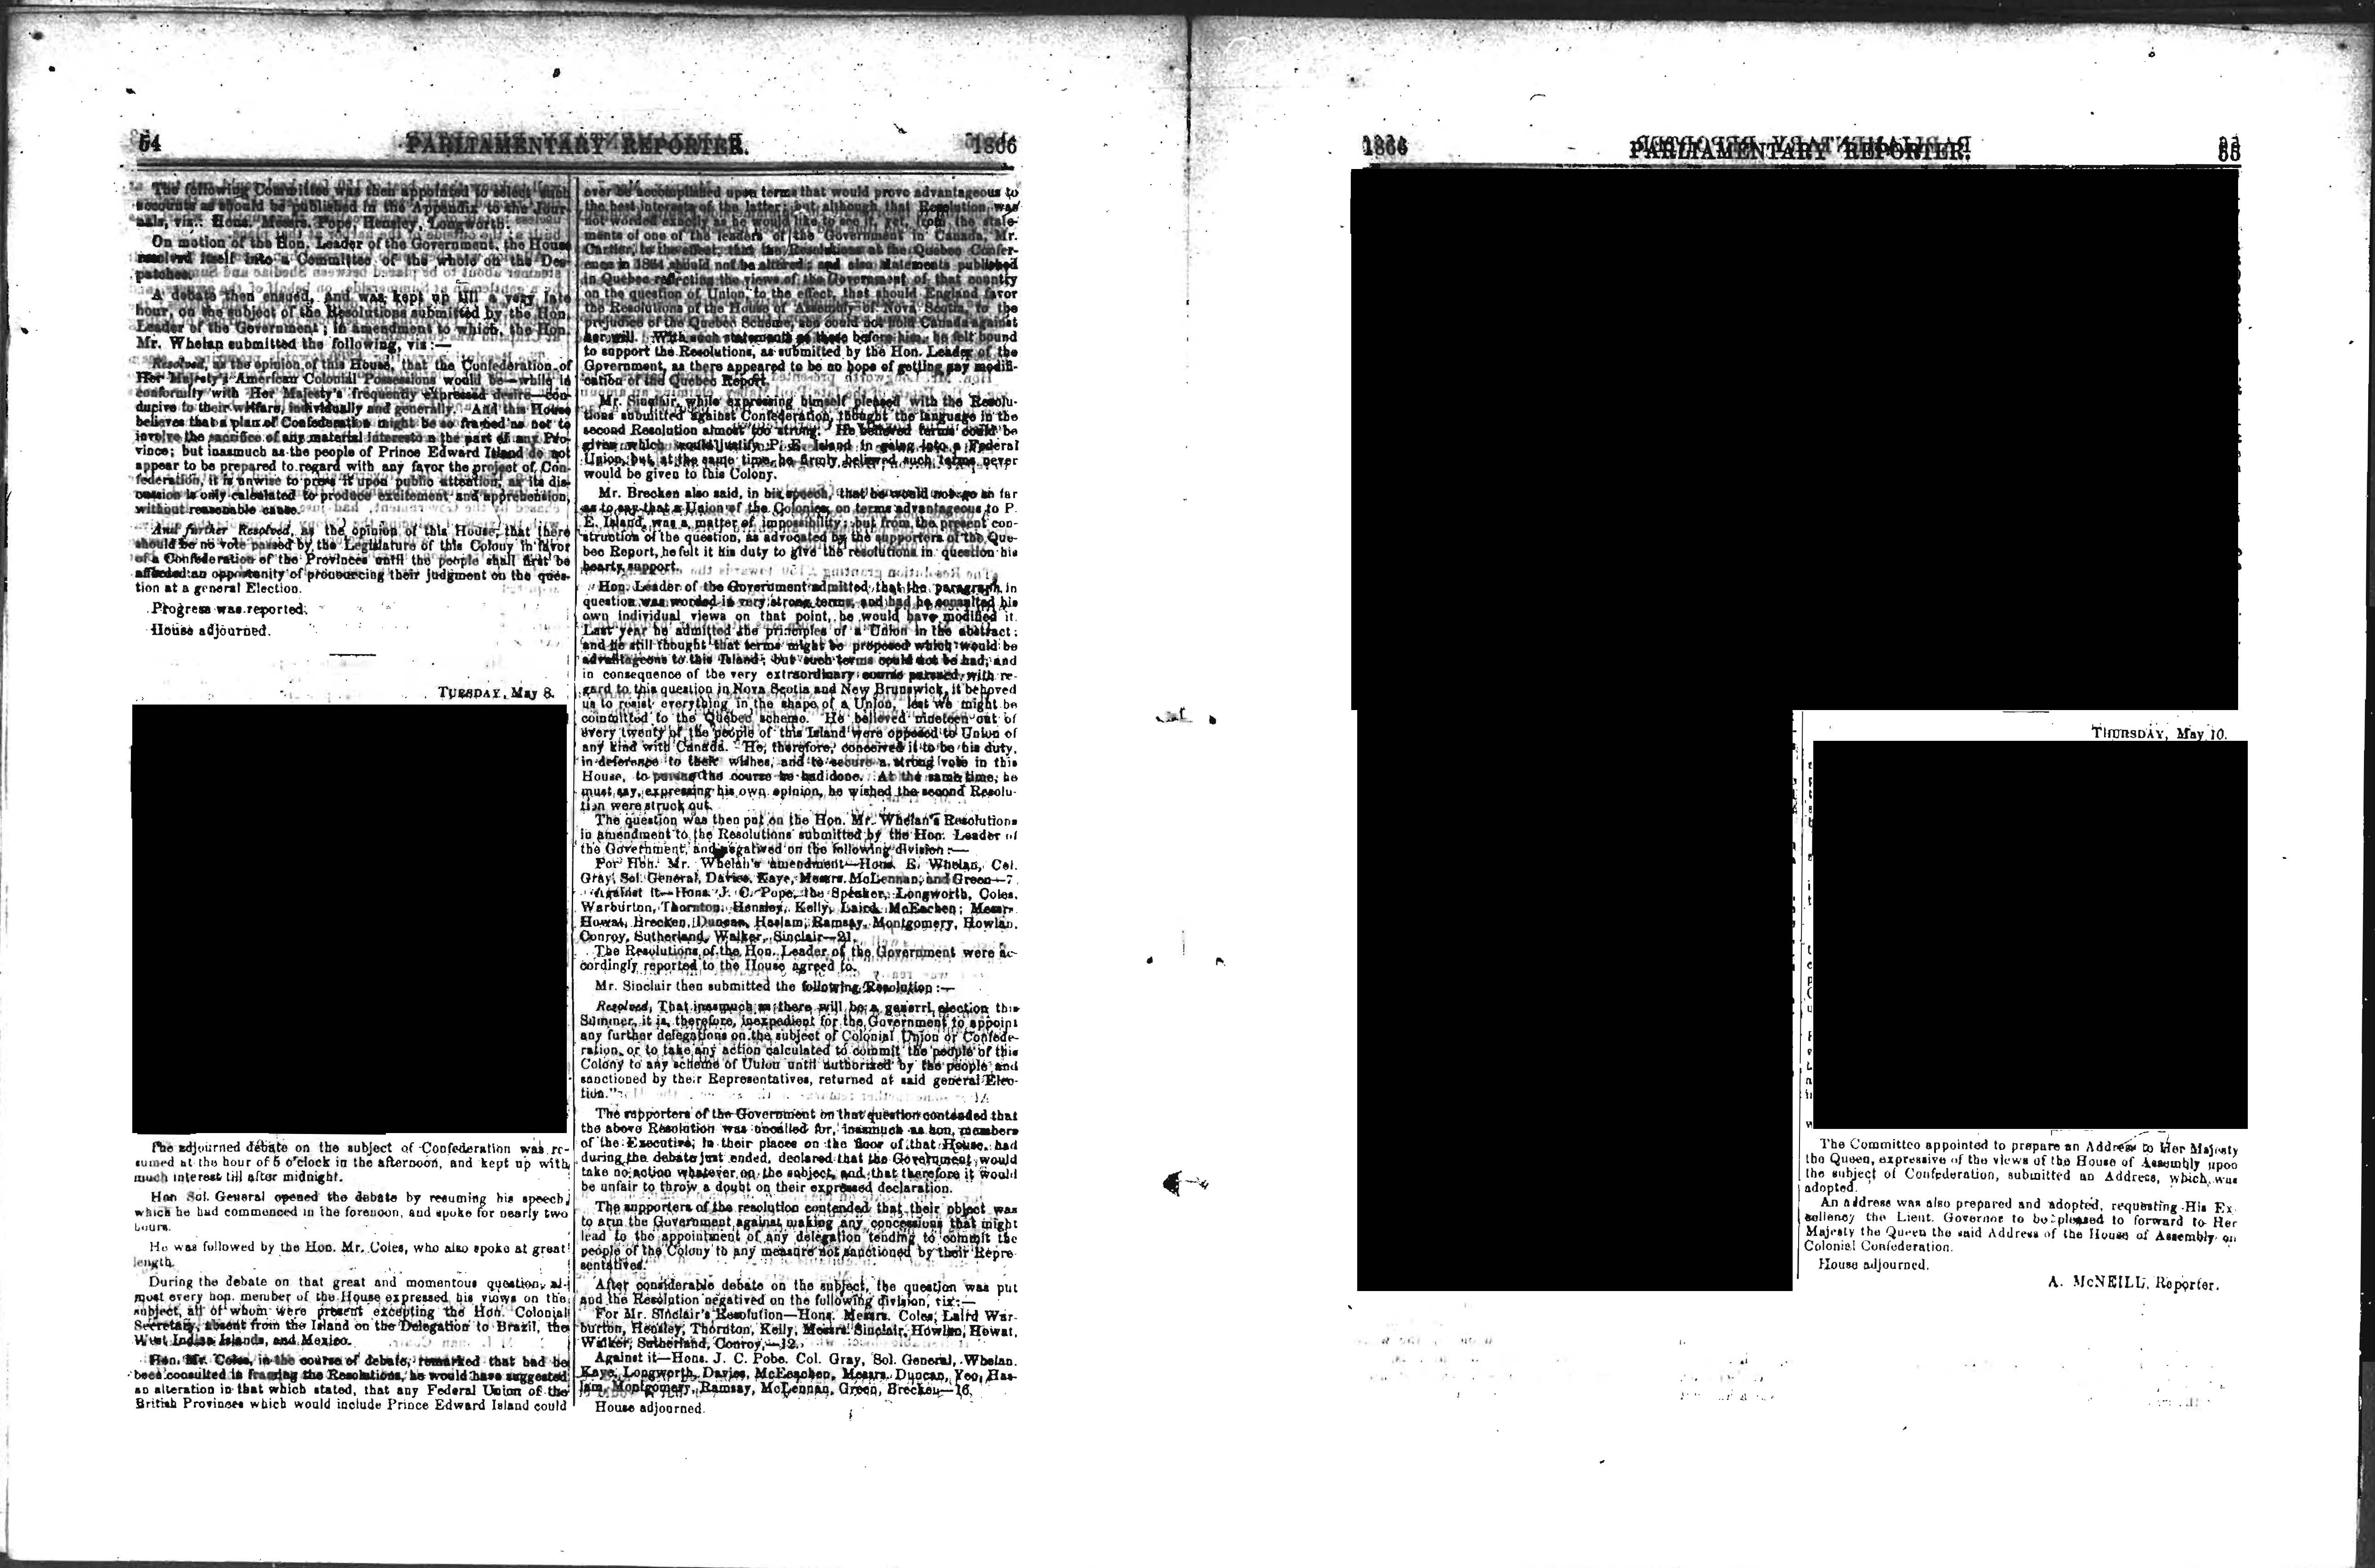 54 PARLIAMENTARY REPORTER. 1866
The following Committee was then appointed to select such
accounts as should be published in the Appendix to the Jour-
nals, viz: Hons. Messrs. Pope, Hensley, Longworth.
On motion of the Hon. Leader of the Government, the House
resolved itself into a Committee of the whole on the Des-
patches.
A debate then ensued, and was kept up till a very late
hour, on the subject of the Resolutions submitted by the Hon.
Leader of the Government; in amendment to which, the Hon.
Mr. Whelan submitted the following, vis:—
Resolved, as the opinion of this House, that the Confederation of
Her Majesty's American Colonial Possessions would be—while in
conformity with Her Majesty's frequently expressed desire—con-
ducive to their welfare, individually and generally. And this House
believes that a plan of Confederation might be so framed as not to
involve the sacrifice of any material interests on the part of any Pro-
vince; but inasmuch as the people of Prince Edward Island do not
appear to be prepared to regard with any favor the project of Con-
federation, it is unwise to press it upon public attention, as its dis-
cussion is only calculated to produce excitement and apprehension,
without reasonable cause.
And further Resolved, as the opinion of this House, that there
should be no vote passed by the Legislature of this Colony in favor
of a Confederation of the Provinces until the people shall first be
afforded an opportunity of pronouncing their judgment on the ques-
tion at a general Election.
Progress was reported.
House adjourned.
TUESDAY, May 8.
The adjourned debate on the subject of Confederation was re-
sumed at the hour of 5 o'clock in the afternoon, and kept up with
much interest till after midnight.
Hon Sol. General opened the debate by resuming his speech,
which he had commenced in the forenoon, and spoke for nearly two
hours.
He was followed by the Hon. Mr. Coles, who also spoke at great
length.
During the debate on that great and momentous question, al-
most every hon. member of the House expressed his views on the
subject, all of whom were present excepting the Hon. Colonial
Secretary, absent from the Island on the Delegation to Brazil, the
West Indian Islands, and Mexico.
Hon. Mr. Coles, in the course of debate, remarked that had he
been consulted in framing the Resolutions, he would have suggested
an alteration in that which stated, that any Federal Union of the
British Provinces which would include Prince Edward Island could
ever be accomplished upon terms that would prove advantageous to
the best interests of the latter; but although that Resolution was
not worded exactly as he would like to see it, yet, from the state-
ments of one of the leaders of the Government in Canada, Mr.
Cartier, to the effect, that the Resolutions at the Quebec Confer-
ence in 1864 should not be altered; and also statements published
in Quebec reflecting the views of the Government of that country
on the question of Union, to the effect, that should England favor
the Resolutions of the House of Assembly of Nova Scotia, to the
prejudice of the Quebec Scheme, she could not hold Canada against
her will. With such statements as these before him, he felt bound
to support the Resolutions, as submitted by the Hon. Leader of the
Government, as there appeared to be no hope of getting any modifi-
cation of the Quebec Report.
Mr. Sinclair, while expressing himself pleased with the Resolu-
tions submitted against Confederation, thought the language in the
second Resolution almost too strong. He believed terms could be
given which would justify P. E. Island in going into a Federal
Union, but, at the same time, he firmly believed such terms never
would be given to this Colony.
Mr. Brecken also said, in his speech, that he would not go so far
as to say that a Union of the Colonies on terms advantageous to P.
E. Island, was a matter of impossibility; but from the present con-
struction of the question, as advocated by the supporters of the Que-
bec Report, he felt it his duty to give the resolutions in question his
hearty support.
Hon. Leader of the Government admitted that the paragraph in
question was worded in very strong terms, and had he consulted his
own individual views on that point, he would have modified it.
Last year he admitted the principles of a Union in the abstract;
and he still thought that terms might be proposed which would be
advantageous to this Island; but such terms could not be had, and
in consequence of the very extraordinary course pursued, with re-
gard to this question in Nova Scotia and New Brunswick, it behoved
us to resist everything in the shape of a Union, lest we might be
committed to the Quebec scheme. He believed nineteen out of
every twenty of the people of this Island were opposed to Union of
any kind with Canada. He, therefore, conceived it to be his duty,
in deference to their wishes, and to secure a strong vote in this
House, to pursue the course he had done. At the same time, he
must say, expressing his own opinion, he wished the second Resolu-
tion were struck out.
The question was then put on the Hon. Mr. Whelan's Resolutions
in amendment to the Resolutions submitted by the Hon. Leader of
the Government, and negatived on the following division:—
For Hon. Mr. Whelan's amendment—Hons. E. Whelan, Col.
Gray, Sol. General, Davies, Kaye, Messrs. McLennan, and Green—7.
Against it—Hons. J. C. Pope, the Speaker, Longworth, Coles,
Warburton, Thornton, Hensley, Kelly, Laird, McEachen; Messrs.
Howat, Brecken, Duncan, Haslam, Ramsay, Montgomery, Howlan,
Conroy, Sutherland, Walker, Sinclair—21.
The Resolutions of the Hon. Leader of the Government were ac-
cordingly reported to the House agreed to.
Mr. Sinclair then submitted the following Resolution:—
Resolved, That inasmuch as there will be a generrl election this
Summer, it is, therefore, inexpedient for the Government to appoint
any further delegations on the subject of Colonial Union or Confede-
ration, or to take any action calculated to commit the people of this
Colony to any scheme of Union until authorized by the people and
sanctioned by their Representatives, returned at said general Elec-
tion."
The supporters of the Government on that question contended that
the above Resolution was uncalled for, inasmuch as hon. members
of the Executive, in their places on the floor of that House, had
during the debate just ended, declared that the Government would
take no action whatever on the subject, and that therefore it would
be unfair to throw a doubt on their expressed declaration.
The supporters of the resolution contended that their object was
to arm the Government against making any concessions that might
lead to the appointment of any delegation tending to commit the
people of the Colony to any measure not sanctioned by their Repre-
sentatives.
After considerable debate on the subject, the question was put
and the Resolution negatived on the following division, viz:—
For Mr. Sinclair's Resolution—Hons. Messrs. Coles, Laird War-
burton, Hensley, Thornton, Kelly, Messrs. Sinclair, Howlan, Howat,
Walker, Sutherland, Conroy,—12.
Against it—Hons. J. C. Pobe. Col. Gray, Sol. General, Whelan.
Kaye, Longworth, Davies, McEachen, Messrs. Duncan, Yeo, Has-
lam, Montgomery, Ramsay, McLennan, Green, Brecken—16.
House adjourned.
1866 PARLIAMENTARY REPORTER. 55
THURSDAY, May 10.
The Committee appointed to prepare an Address to Her Majesty
the Queen, expressive of the views of the House of Assembly upon
the subject of Confederation, submitted an Address, which was
adopted.
An address was also prepared and adopted, requesting His Ex-
cellency the Lieut. Governor to be pleased to forward to Her
Majesty the Queen the said Address of the House of Assembly on
Colonial Confederation.
House adjourned.
A. McNEILL, Reporter.